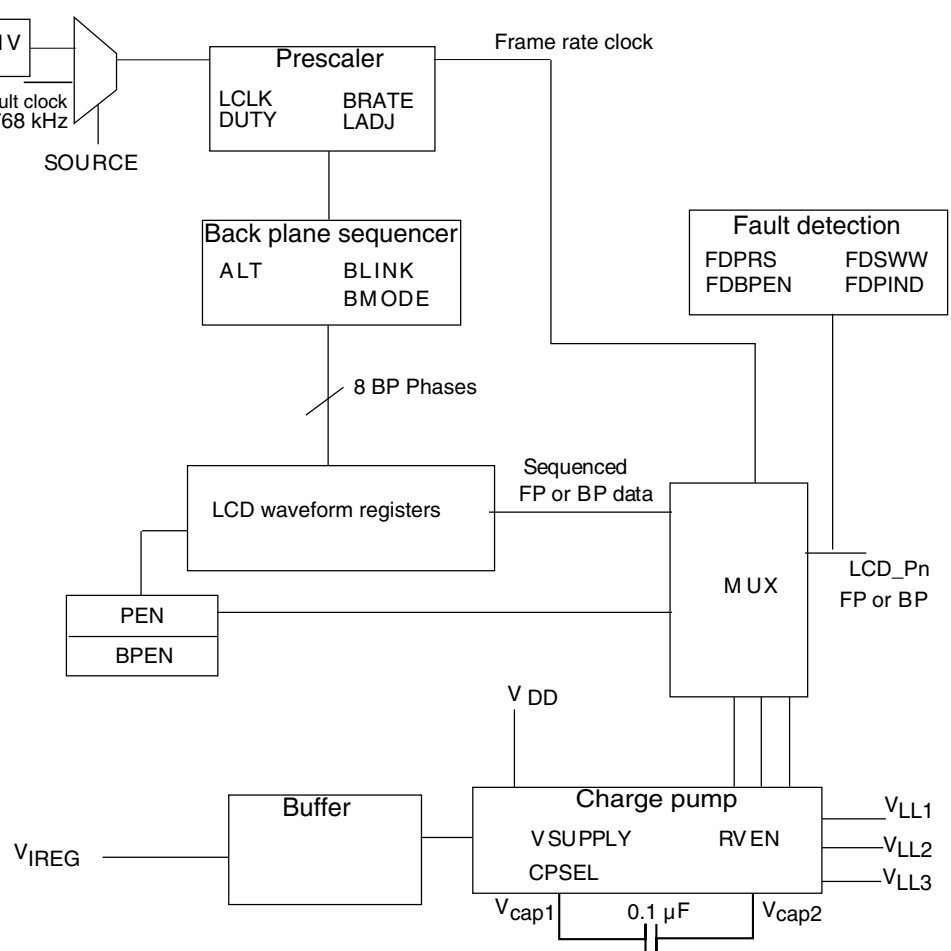 Prescaler
LCLK BRATE
DUTY LADJ
Frame rate clock
clock
kHz
SOURCE
Back plane sequencer
ALT BLINK
BMODE
Fault detection
FDPRS FDSWW
FDBPEN FDPIND
8 BP Phases
LCD waveform registers
Sequenced
FP or BP data
MUX
LCD_Pn
FP or BP
PEN
BPEN
V DD
Buffer
VIREG
Charge pump
VSUPPLY RVEN
CPSEL
VLL1
VLL2
VLL3
Vcap1 0.1 µF Vcap2